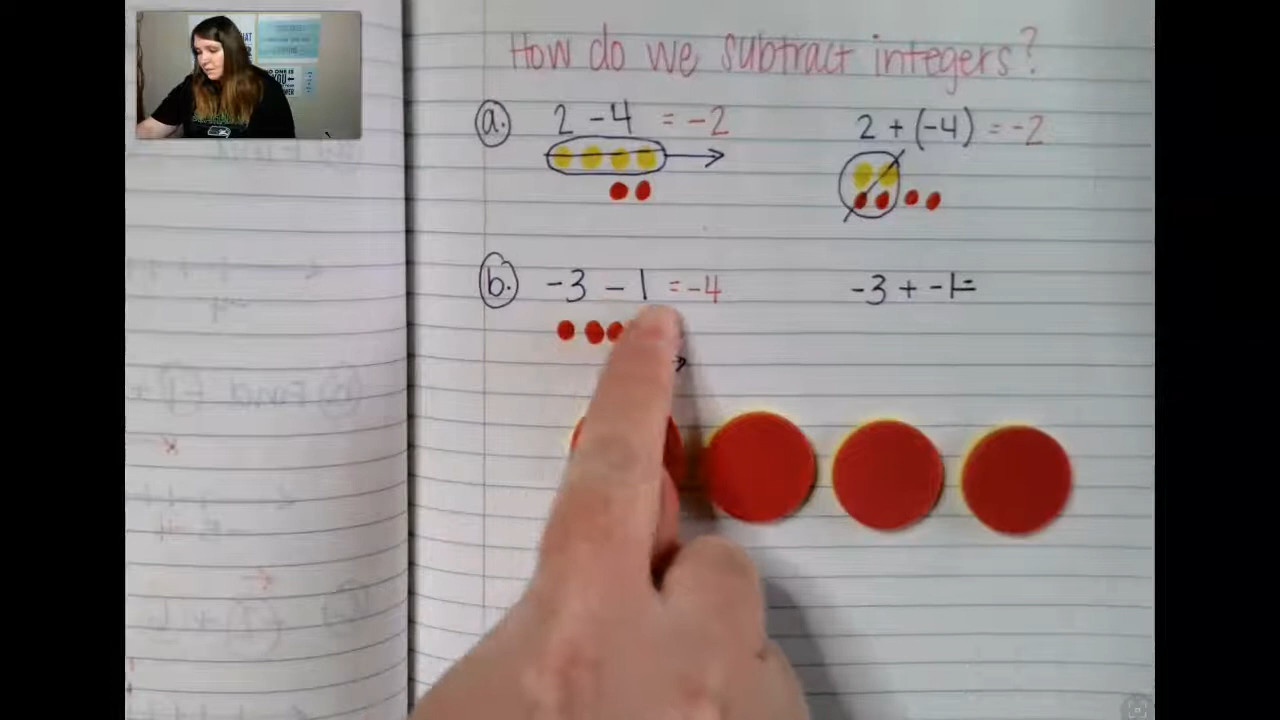 How do we subtract integers?
a. 2 - 4 = -2
2 + (-4) = -2
b. -3 - 1 = -4
-3 + -1 =